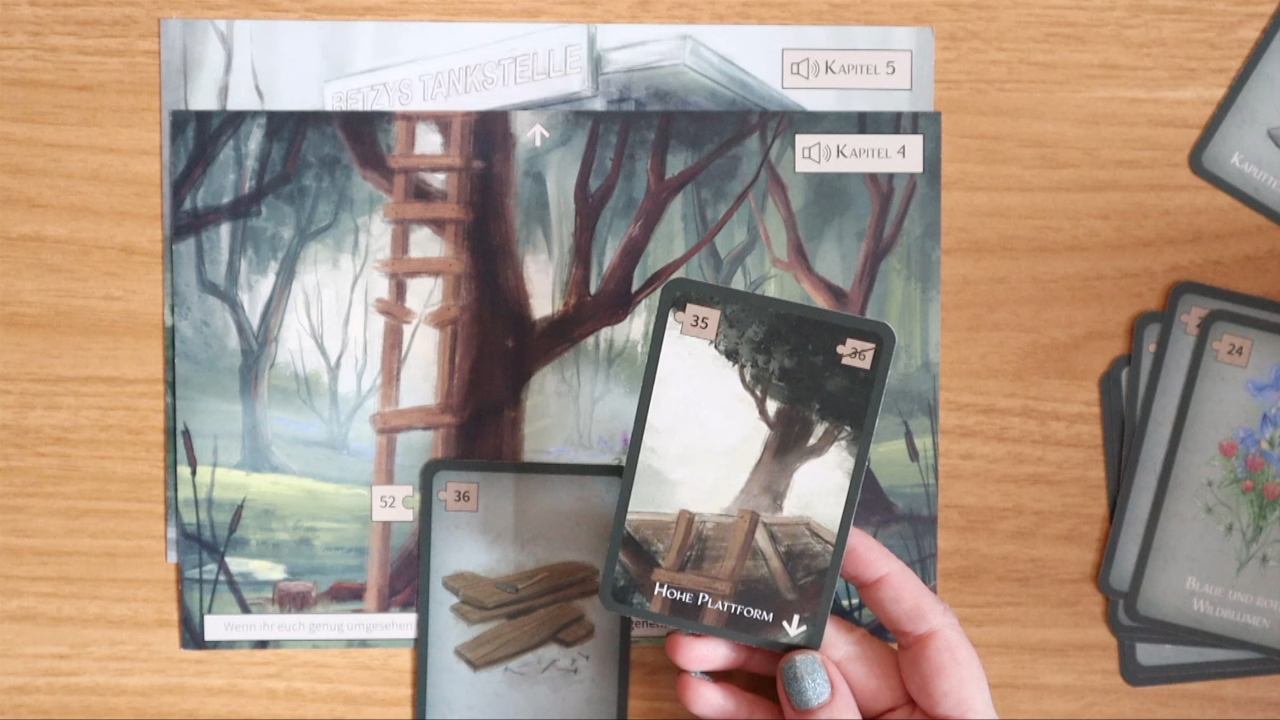 BETZYS TANKSTELLE
KAPITEL 5
KAPITEL 4
35
36
24
52
36
Wenn ihr euch genug umgesehen
HOHE PLATTFORM
BLAUE UND
WILDBLUMEN